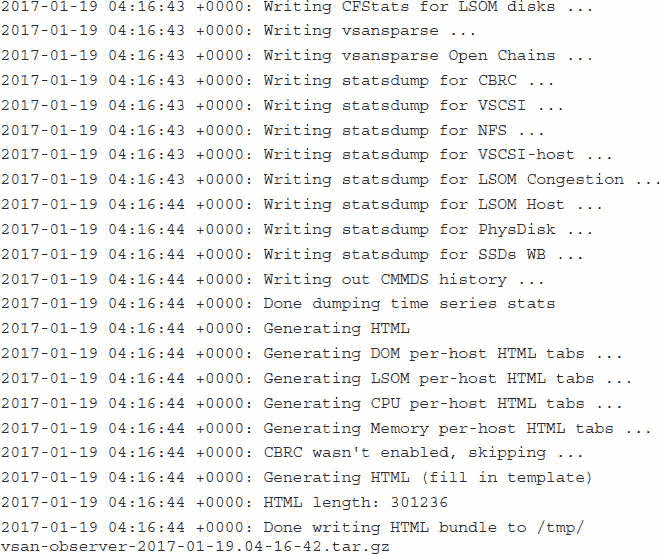 2017-01-19 04:16:43 +0000: Writing CFStats for LSOM disks ...
2017-01-19 04:16:43 +0000: Writing vsansparse ...
2017-01-19 04:16:43 +0000: Writing vsansparse Open Chains ...
2017-01-19 04:16:43 +0000: Writing statsdump for CBRC ...
2017-01-19 04:16:43 +0000: Writing statsdump for VSCSI ...
2017-01-19 04:16:43 +0000: Writing statsdump for NFS ...
2017-01-19 04:16:43 +0000: Writing statsdump for VSCSI-host ...
2017-01-19 04:16:43 +0000: Writing statsdump for LSOM Congestion ...
2017-01-19 04:16:44 +0000: Writing statsdump for LSOM Host ...
2017-01-19 04:16:44 +0000: Writing statsdump for PhysDisk ...
2017-01-19 04:16:44 +0000: Writing statsdump for SSDs WB ...
2017-01-19 04:16:44 +0000: Writing out CMMDS history ...
2017-01-19 04:16:44 +0000: Done dumping time series stats
2017-01-19 04:16:44 +0000: Generating HTML
2017-01-19 04:16:44 +0000: Generating DOM per-host HTML tabs ...
2017-01-19 04:16:44 +0000: Generating LSOM per-host HTML tabs ...
2017-01-19 04:16:44 +0000: Generating CPU per-host HTML tabs ...
2017-01-19 04:16:44 +0000: Generating Memory per-host HTML tabs ...
2017-01-19 04:16:44 +0000: CBRC wasn't enabled, skipping ...
2017-01-19 04:16:44 +0000: Generating HTML (fill in template)
2017-01-19 04:16:44 +0000: HTML length: 301236
2017-01-19 04:16:44 +0000: Done writing HTML bundle to /tmp/
vsan-observer-2017-01-19.04-16-42.tar.gz